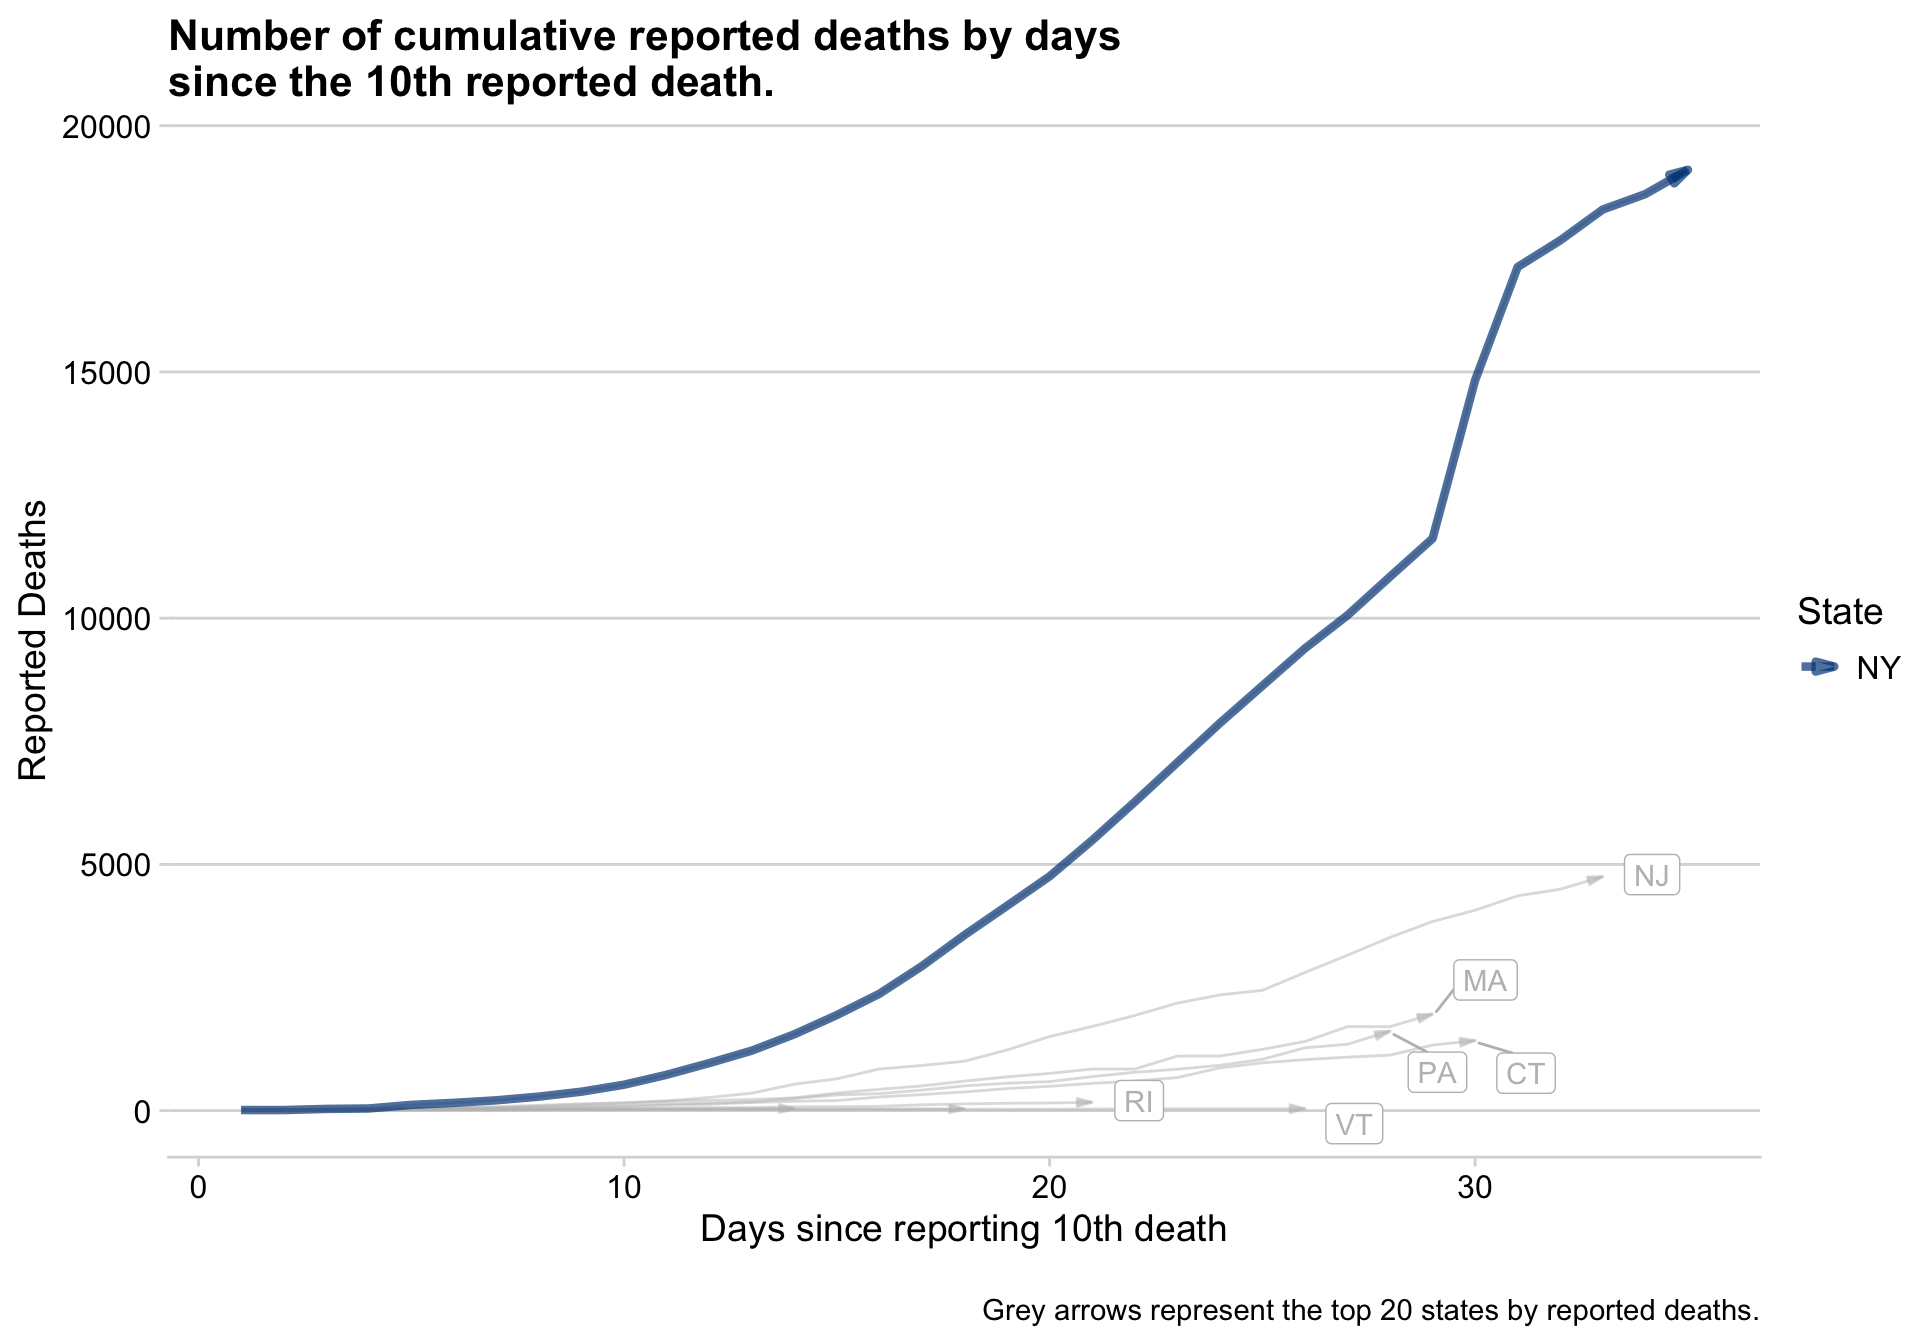 Number of cumulative reported deaths by days
since the 10th reported death.
20000
15000
10000
5000
0
Reported Deaths
NJ
MA
PA
CT
RI
VT
State
NY
0
10
20
30
Days since reporting 10th death
Grey arrows represent the top 20 states by reported deaths.